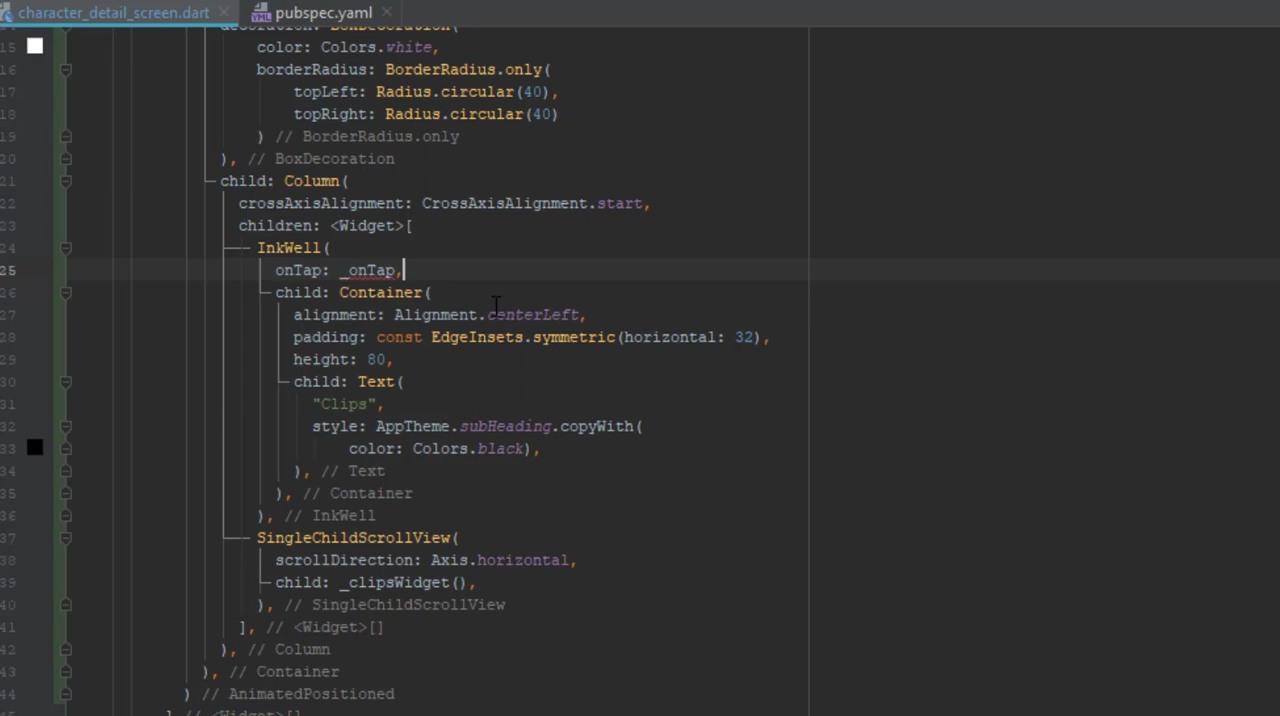 character_detail_screen.dart
YML pubspec.yaml
decoration: BoxDecoration(
15 color: Colors.white,
16 borderRadius: BorderRadius.only(
17 topLeft: Radius.circular(40),
18 topRight: Radius.circular(40)
19 ) // BorderRadius.only
20 ), // BoxDecoration
21 child: Column(
22 crossAxisAlignment: CrossAxisAlignment.start,
23 children: <Widget>[
24 InkWell(
25 onTap: _onTap,
26 child: Container(
27 alignment: Alignment.centerLeft,
28 padding: const EdgeInsets.symmetric(horizontal: 32),
29 height: 80,
30 child: Text(
31 "Clips",
32 style: AppTheme.subHeading.copyWith(
33 color: Colors.black),
34 ), // Text
35 ), // Container
36 ), // InkWell
37 SingleChildScrollView(
38 scrollDirection: Axis.horizontal,
39 child: _clipsWidget(),
40 ), // SingleChildScrollView
41 ], // <Widget>[]
42 ), // Column
43 ), // Container
44 ) // AnimatedPositioned
45 ] // <Widget>[]